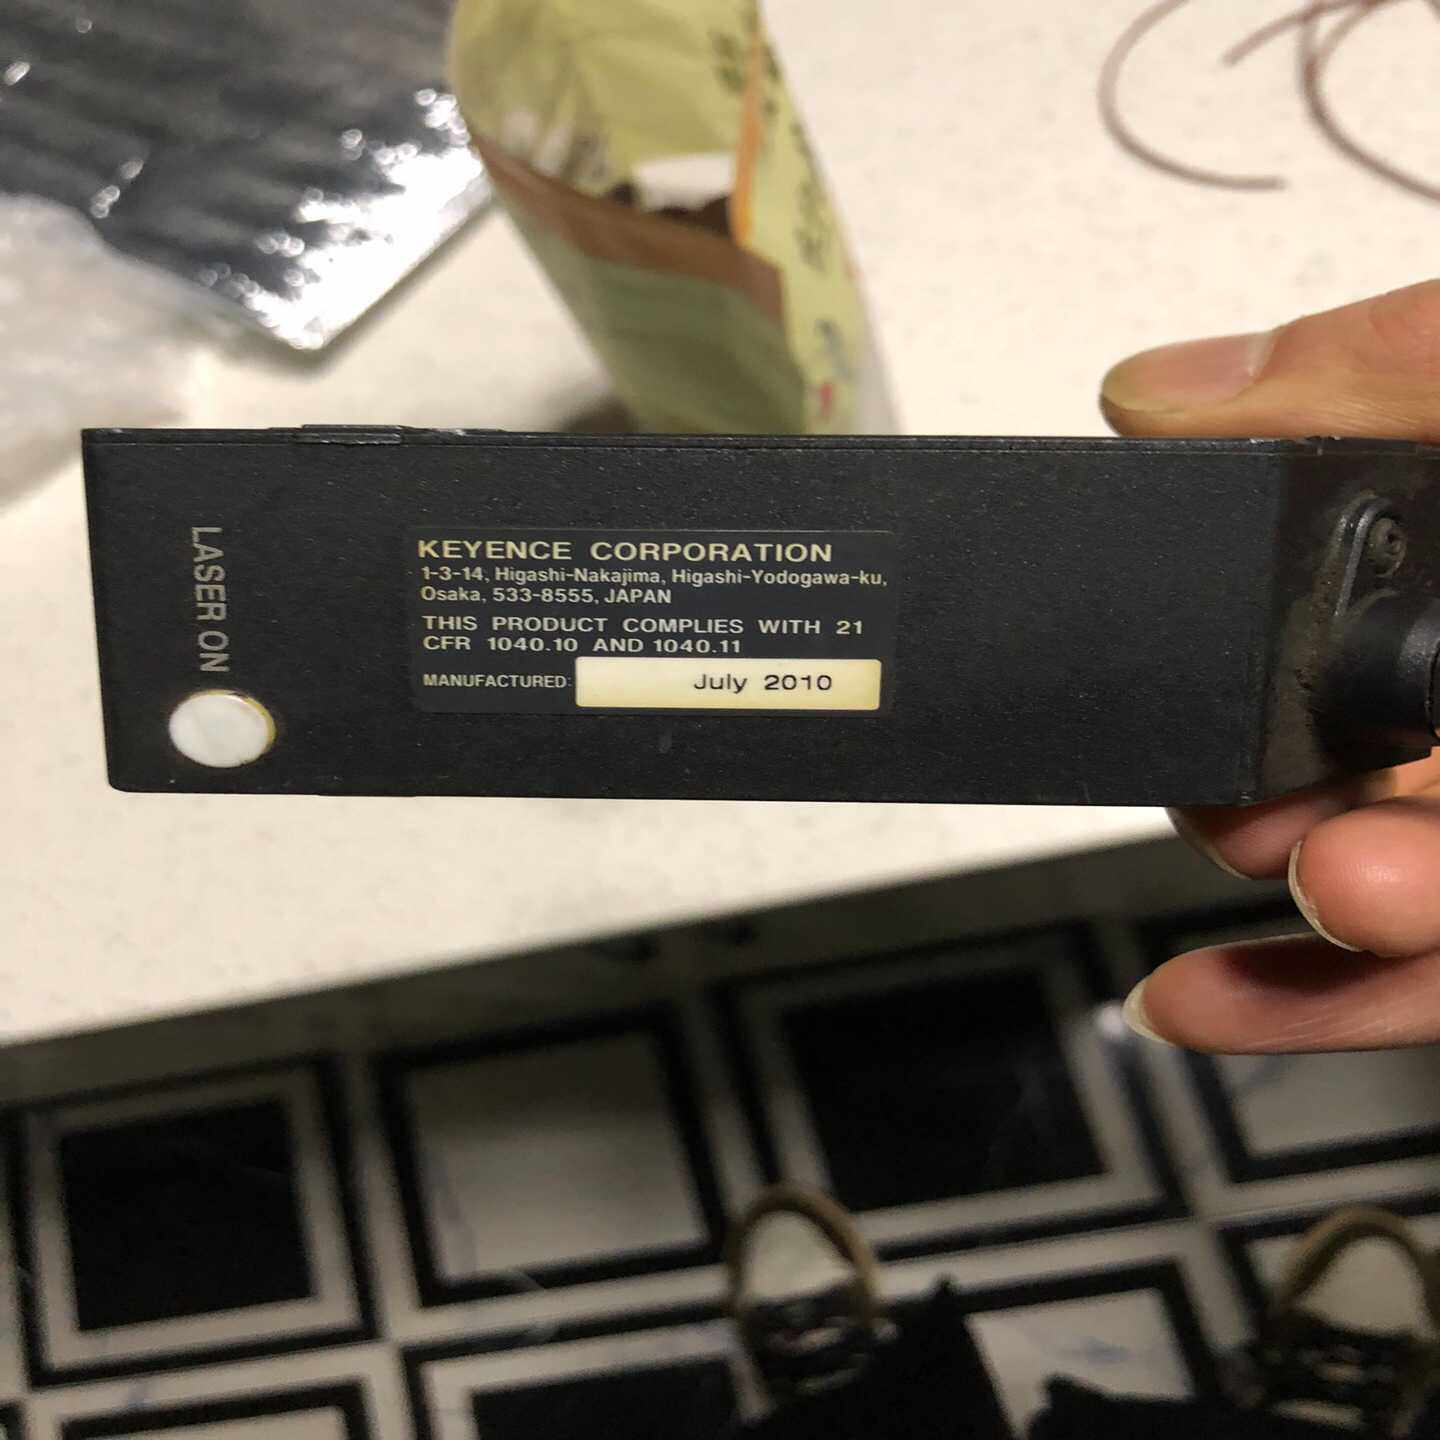 LASER ON
KEYENCE CORPORATION
1-3-14, Higashi-Nakajima, Higashi-Yodogawa-ku,
Osaka, 533-8555, JAPAN
THIS PRODUCT COMPLIES WITH 21
CFR 1040.10 AND 1040.11
MANUFACTURED: July 2010